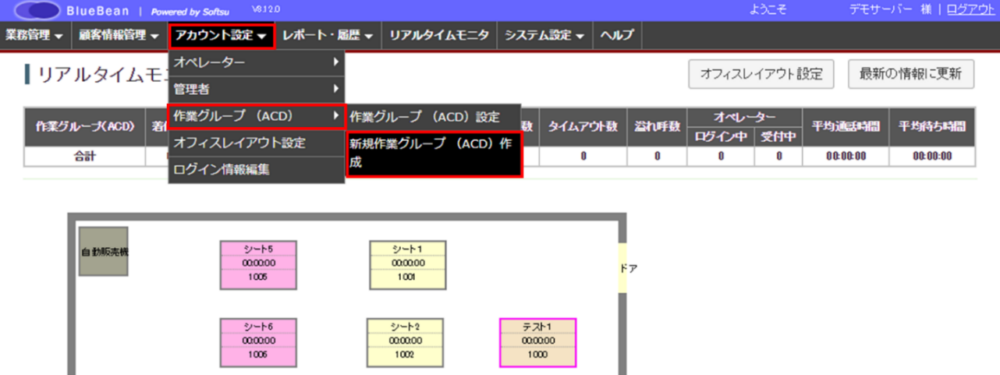 BlueBean | Powered by Softsu V8.12.0 ようこそ デモサーバー 様 | ログアウト
業務管理 ▼ 顧客情報管理 ▼ アカウント設定 ▼ レポート・履歴 ▼ リアルタイムモニタ システム設定 ▼ ヘルプ
リアルタイムモ
オフィスレイアウト設定 最新の情報に更新
オペレーター
管理者
作業グループ (ACD)
オフィスレイアウト設定
ログイン情報編集
作業グループ (ACD) 設定
新規作業グループ (ACD) 作
成
作業グループ(ACD) 数 タイムアウト数 溢れ呼数 オペレーター 平均通話時間 平均待ち時間
ログイン中 受付中
合計 0 0 0 0 00:00:00 00:00:00
自動販売機
シート5
00:00:00
1005
シート1
00:00:00
1001
ドア
シート6
00:00:00
1006
シート2
00:00:00
1002
テスト1
00:00:00
1000